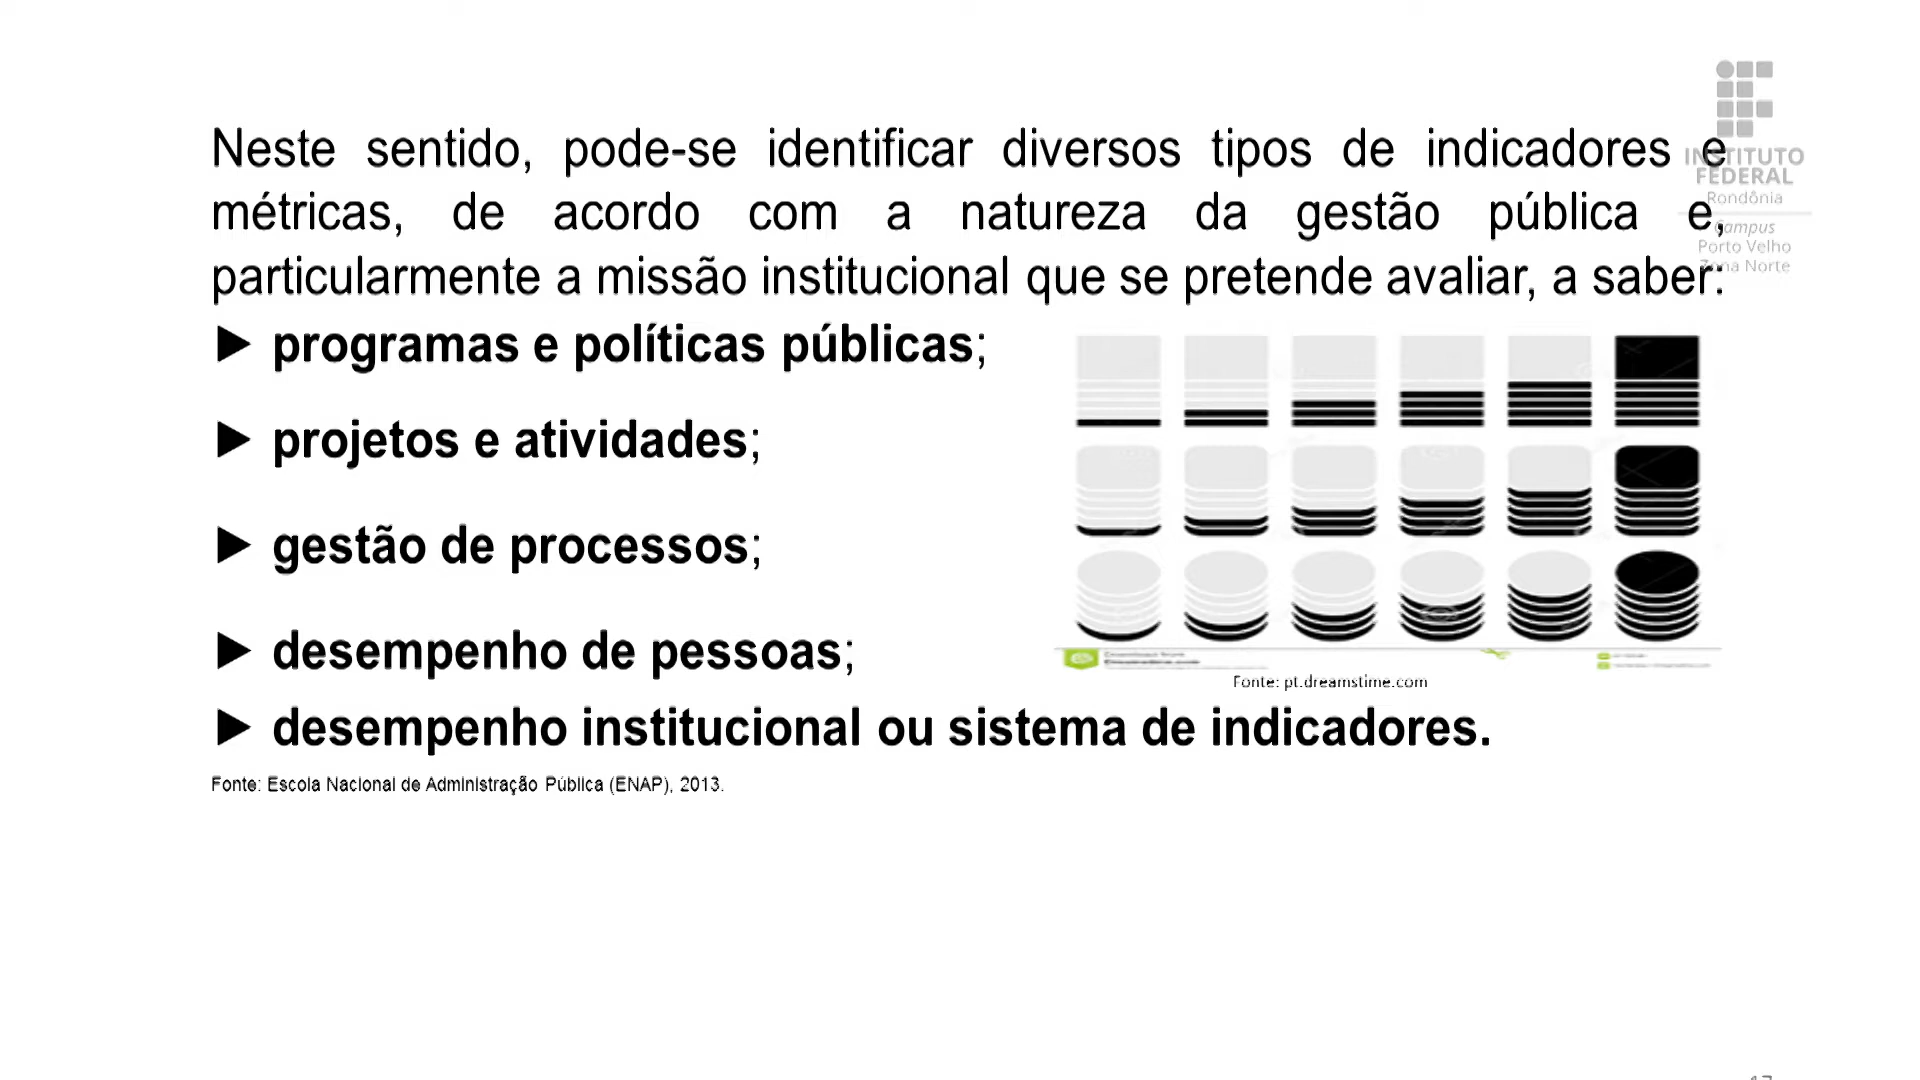 INSTITUTO
FEDERAL
Rondônia
Campus
Porto Velho
Zona Norte
Neste sentido, pode-se identificar diversos tipos de indicadores e
métricas, de acordo com a natureza da gestão pública e,
particularmente a missão institucional que se pretende avaliar, a saber:
► programas e políticas públicas;
► projetos e atividades;
► gestão de processos;
► desempenho de pessoas;
Fonte: pt.dreamstime.com
► desempenho institucional ou sistema de indicadores.
Fonte: Escola Nacional de Administração Pública (ENAP), 2013.